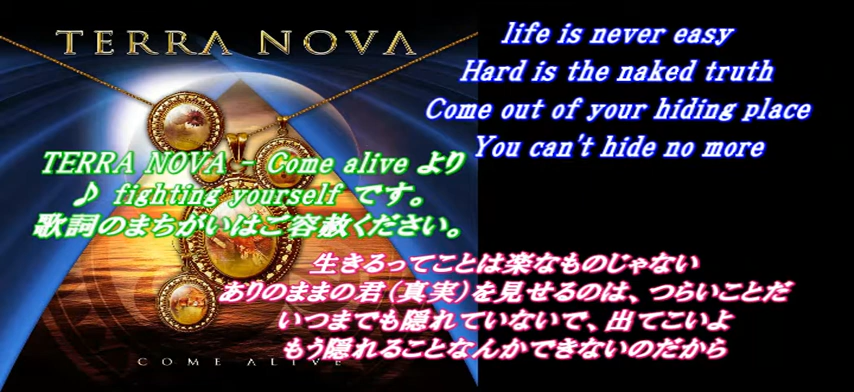 TERRA NOVA
life is never easy
Hard is the naked truth
Come out of your hiding place
You can't hide no more
TERRA NOVA - Come alive より
♪ fighting yourself です。
歌詞のまちがいはご容赦ください。
生きるってことは楽なものじゃない
ありのままの君（真実）を見せるのは、つらいことだ
いつまでも隠れていないで、出てこいよ
もう隠れることなんかできないのだから
COME ALIVE